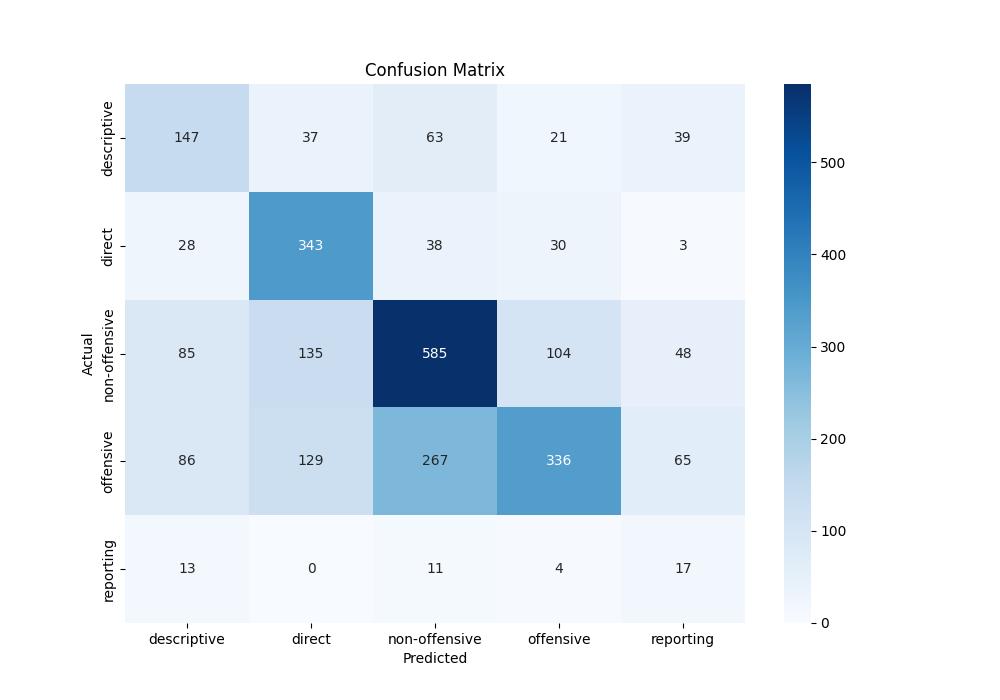 Confusion Matrix
descriptive 147 37 63 21 39
direct 28 343 38 30 3
non-offensive 85 135 585 104 48
offensive 86 129 267 336 65
reporting 13 0 11 4 17
Actual
descriptive direct non-offensive offensive reporting
Predicted
500
400
300
200
100
0